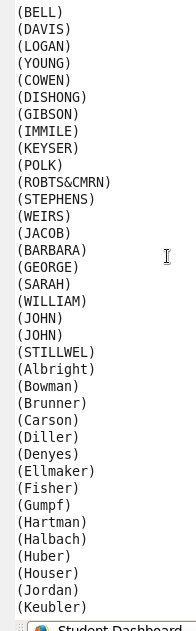 (BELL)
(DAVIS)
(LOGAN)
(YOUNG)
(COWEN)
(DISHONG)
(GIBSON)
(IMMILE)
(KEYSER)
(POLK)
(ROBTS&CMRN)
(STEPHENS)
(WEIRS)
(JACOB)
(BARBARA)
(GEORGE)
(SARAH)
(WILLIAM)
(JOHN)
(JOHN)
(STILLWEL)
(Albright)
(Bowman)
(Brunner)
(Carson)
(Diller)
(Denyes)
(Ellmaker)
(Fisher)
(Gumpf)
(Hartman)
(Halbach)
(Huber)
(Houser)
(Jordan)
(Keubler)
Student Dashboard